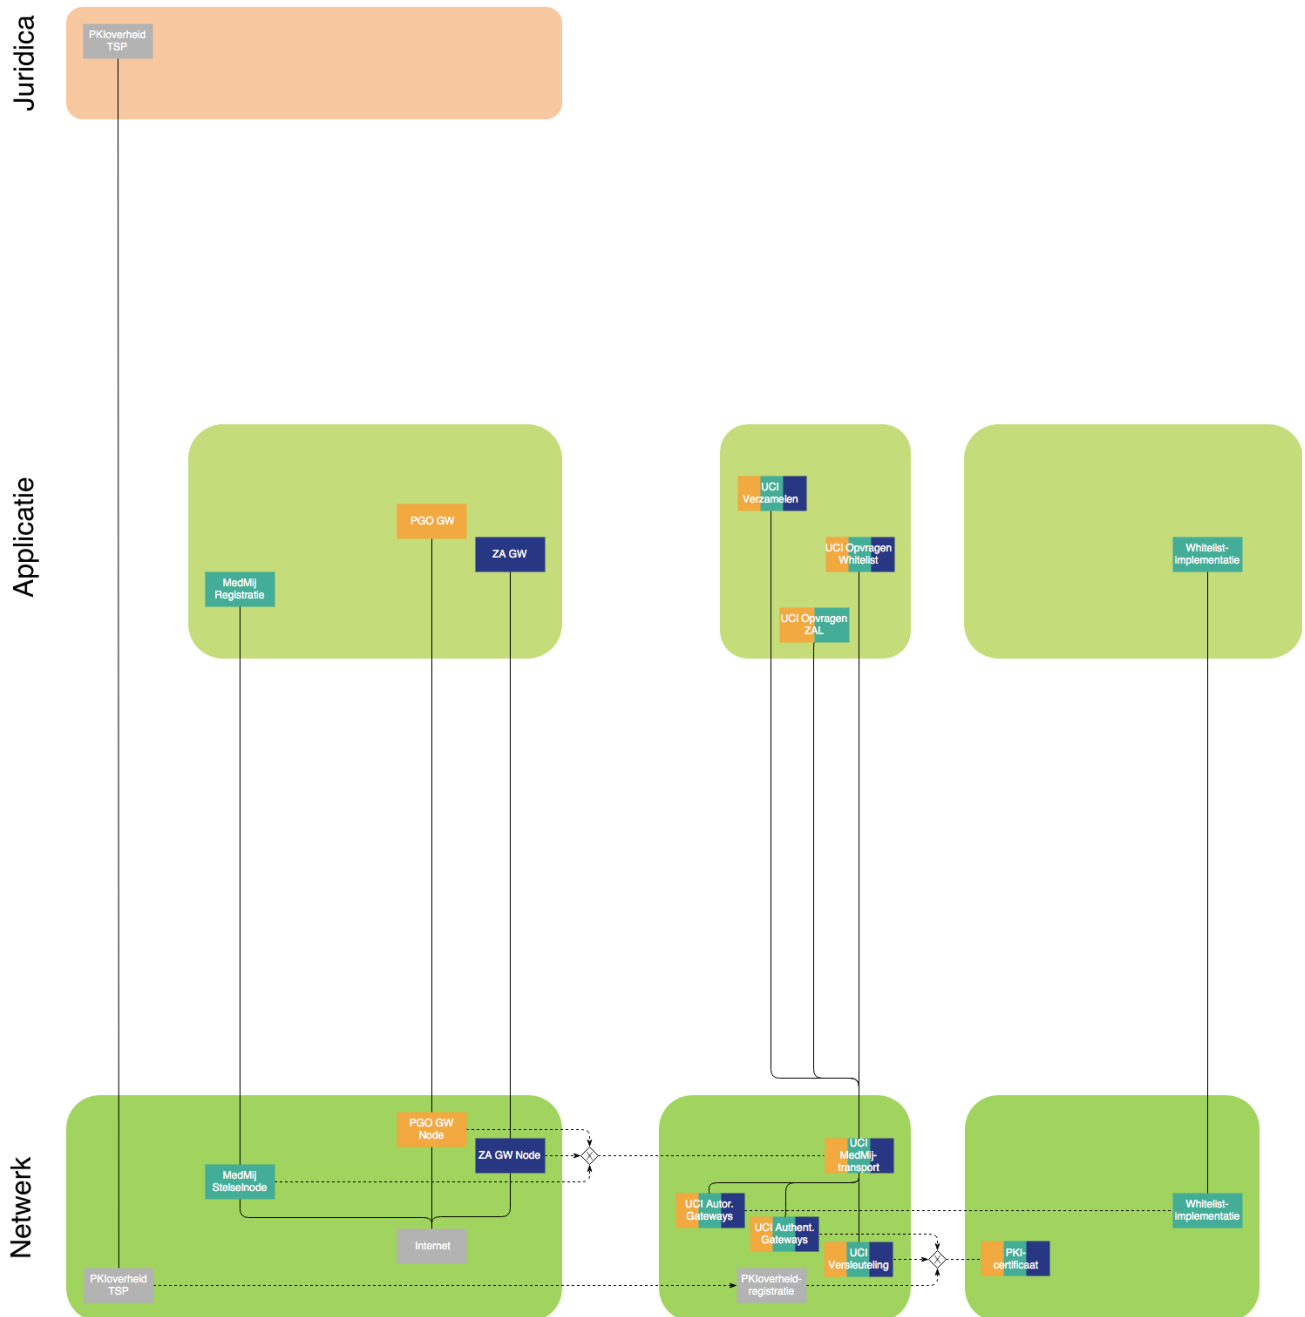 Juridica
PKIoverheid
TSP
Applicatie
UCI
Verzamelen
PGO GW
ZA GW
UCI Opvragen
Whitelist
Whitelist-
implementatie
MedMij
Registratie
UCI Opvragen
ZAL
Netwerk
PGO GW
Node
ZA GW Node
X
UCI
MedMij-
transport
MedMij
Stelselnode
UCI Autor.
Gateways
Whitelist-
implementatie
UCI Authent.
Gateways
Internet
UCI
Versleuteling
X
PKI-
certificaat
PKIoverheid
TSP
PKIoverheid-
registratie